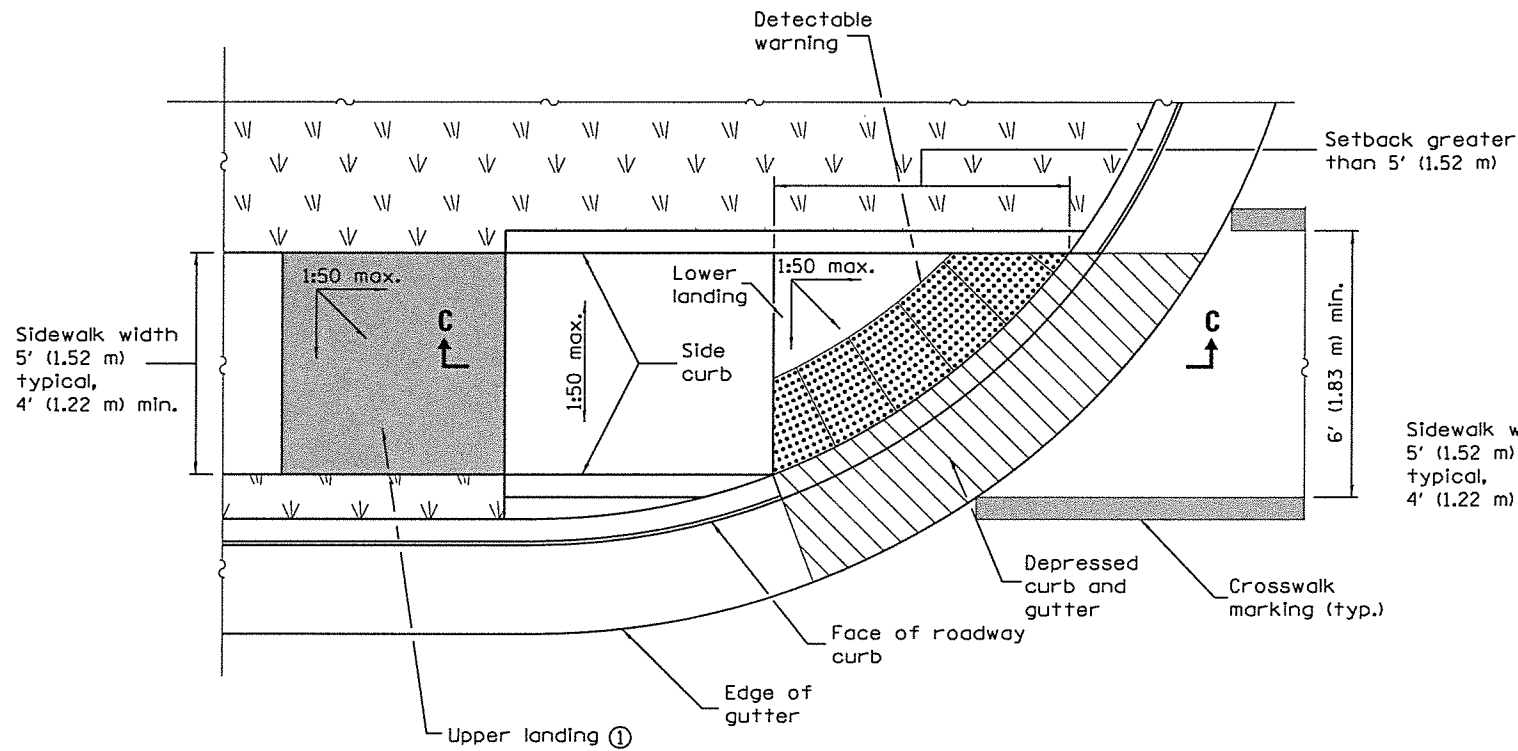 Detectable
warning
Setback greater
than 5' (1.52 m)
1:50 max.
Lower
landing
1:50 max.
C
C
Sidewalk width
5' (1.52 m)
typical,
4' (1.22 m) min.
1:50 max.
Side
curb
6' (1.83 m) min.
Sidewalk w
5' (1.52 m)
typical,
4' (1.22 m)
Depressed
curb and
gutter
Crosswalk
marking (typ.)
Face of roadway
curb
Edge of
gutter
Upper landing ①